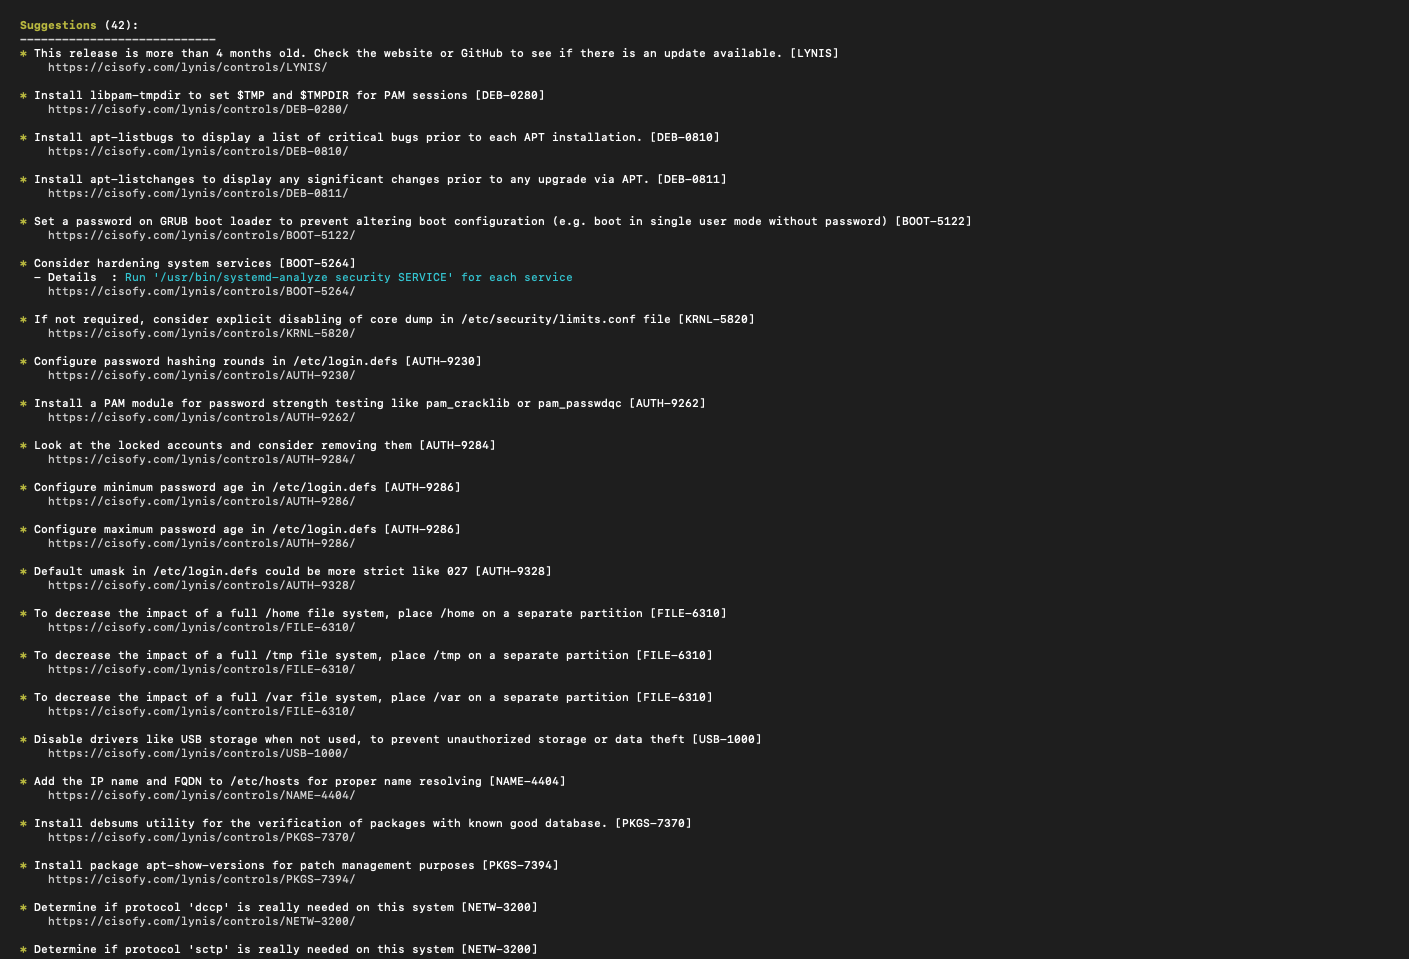 Suggestions (42):
----------------------------
* This release is more than 4 months old. Check the website or GitHub to see if there is an update available. [LYNIS]
https://cisofy.com/lynis/controls/LYNIS/
* Install libpam-tmpdir to set $TMP and $TMPDIR for PAM sessions [DEB-0280]
https://cisofy.com/lynis/controls/DEB-0280/
* Install apt-listbugs to display a list of critical bugs prior to each APT installation. [DEB-0810]
https://cisofy.com/lynis/controls/DEB-0810/
* Install apt-listchanges to display any significant changes prior to any upgrade via APT. [DEB-0811]
https://cisofy.com/lynis/controls/DEB-0811/
* Set a password on GRUB boot loader to prevent altering boot configuration (e.g. boot in single user mode without password) [BOOT-5122]
https://cisofy.com/lynis/controls/BOOT-5122/
* Consider hardening system services [BOOT-5264]
- Details  : Run '/usr/bin/systemd-analyze security SERVICE' for each service
https://cisofy.com/lynis/controls/BOOT-5264/
* If not required, consider explicit disabling of core dump in /etc/security/limits.conf file [KRNL-5820]
https://cisofy.com/lynis/controls/KRNL-5820/
* Configure password hashing rounds in /etc/login.defs [AUTH-9230]
https://cisofy.com/lynis/controls/AUTH-9230/
* Install a PAM module for password strength testing like pam_cracklib or pam_passwdqc [AUTH-9262]
https://cisofy.com/lynis/controls/AUTH-9262/
* Look at the locked accounts and consider removing them [AUTH-9284]
https://cisofy.com/lynis/controls/AUTH-9284/
* Configure minimum password age in /etc/login.defs [AUTH-9286]
https://cisofy.com/lynis/controls/AUTH-9286/
* Configure maximum password age in /etc/login.defs [AUTH-9286]
https://cisofy.com/lynis/controls/AUTH-9286/
* Default umask in /etc/login.defs could be more strict like 027 [AUTH-9328]
https://cisofy.com/lynis/controls/AUTH-9328/
* To decrease the impact of a full /home file system, place /home on a separate partition [FILE-6310]
https://cisofy.com/lynis/controls/FILE-6310/
* To decrease the impact of a full /tmp file system, place /tmp on a separate partition [FILE-6310]
https://cisofy.com/lynis/controls/FILE-6310/
* To decrease the impact of a full /var file system, place /var on a separate partition [FILE-6310]
https://cisofy.com/lynis/controls/FILE-6310/
* Disable drivers like USB storage when not used, to prevent unauthorized storage or data theft [USB-1000]
https://cisofy.com/lynis/controls/USB-1000/
* Add the IP name and FQDN to /etc/hosts for proper name resolving [NAME-4404]
https://cisofy.com/lynis/controls/NAME-4404/
* Install debsums utility for the verification of packages with known good database. [PKGS-7370]
https://cisofy.com/lynis/controls/PKGS-7370/
* Install package apt-show-versions for patch management purposes [PKGS-7394]
https://cisofy.com/lynis/controls/PKGS-7394/
* Determine if protocol 'dccp' is really needed on this system [NETW-3200]
https://cisofy.com/lynis/controls/NETW-3200/
* Determine if protocol 'sctp' is really needed on this system [NETW-3200]